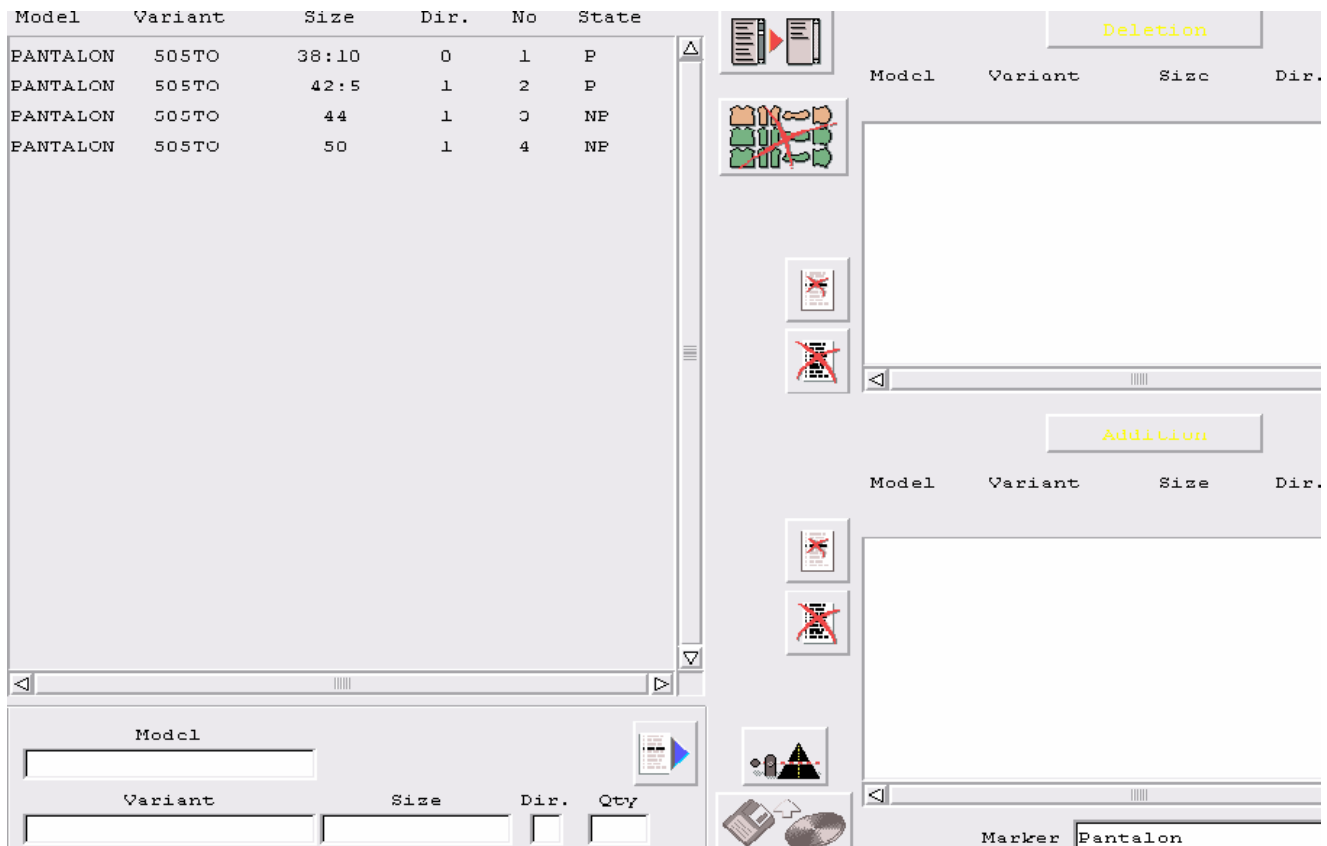 Model Variant Size Dir. No State
PANTALON 505TO 38:10 0 1 P
PANTALON 505TO 42:5 1 2 P
PANTALON 505TO 44 1 3 NP
PANTALON 505TO 50 1 4 NP
Deletion
Model Variant Size Dir.
Addition
Model Variant Size Dir.
Model
Variant Size Dir. Qty
Marker Pantalon